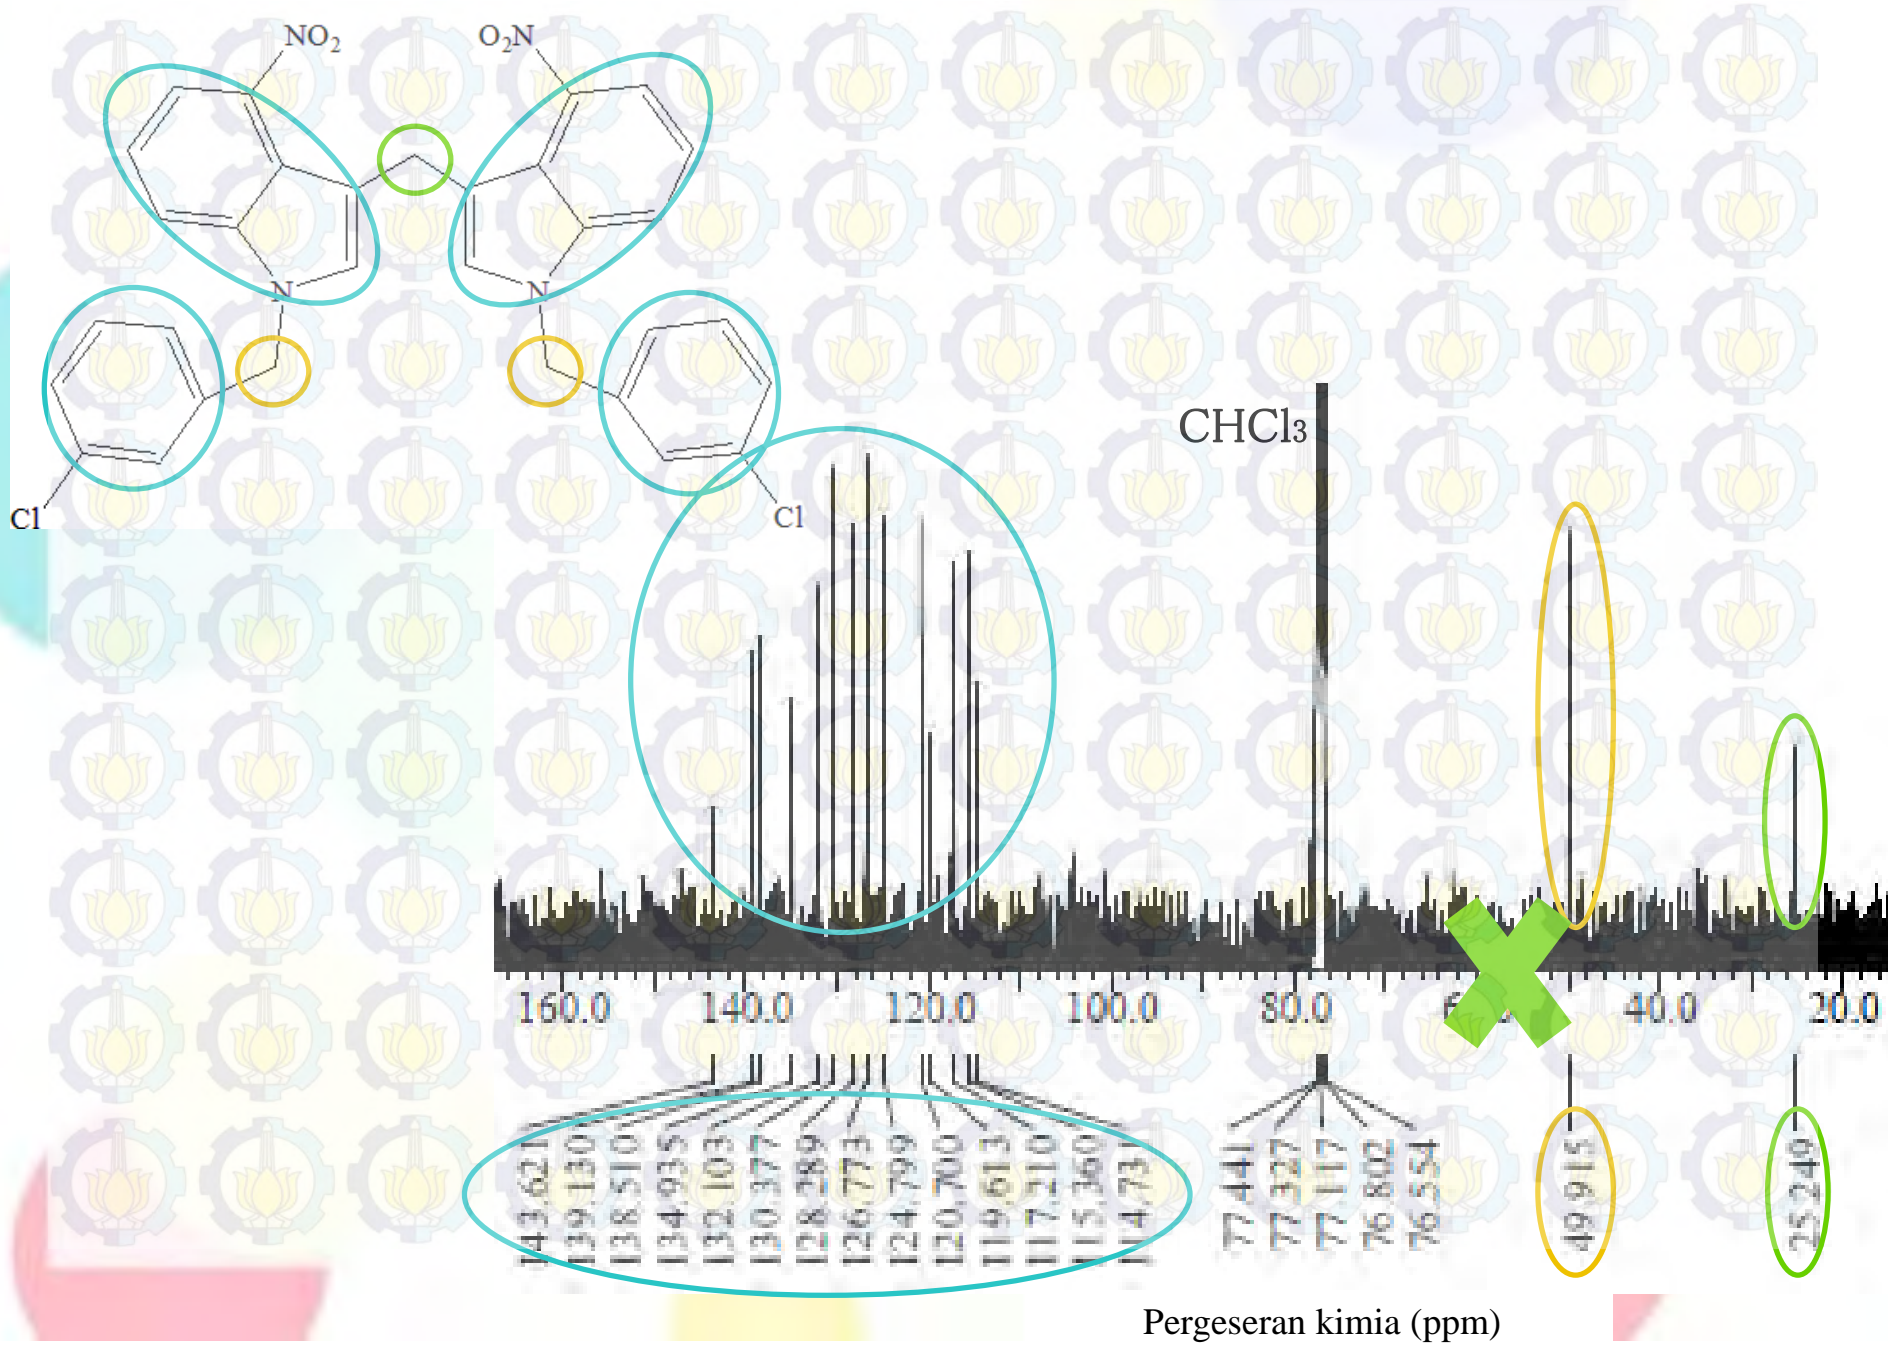 NO2 O2N
N N
Cl Cl
CHCl3
160.0 140.0 120.0 100.0 80.0 40.0 20.0
143.621 139.130 138.510 134.935 132.103 130.377 128.289 126.773 124.799 120.700 119.613 117.210 115.360 114.731 77.441 77.327 77.117 76.802 76.554 49.915 25.249
Pergeseran kimia (ppm)